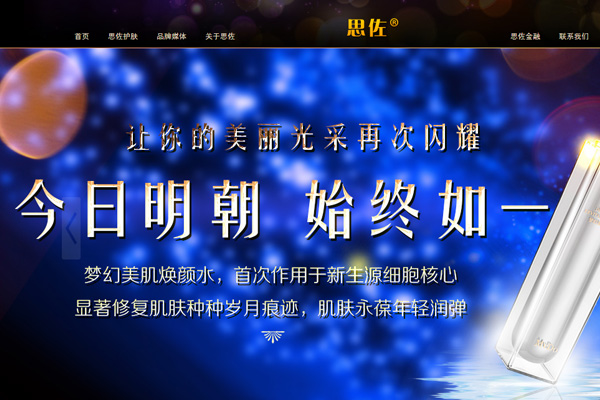 首页 思佐护肤 品牌媒体 关于思佐 思佐® 思佐金融 联系我们
让你的美丽光采再次闪耀
今日明朝 始终如一
梦幻美肌焕颜水，首次作用于新生源细胞核心
显著修复肌肤种种岁月痕迹，肌肤永葆年轻润弹